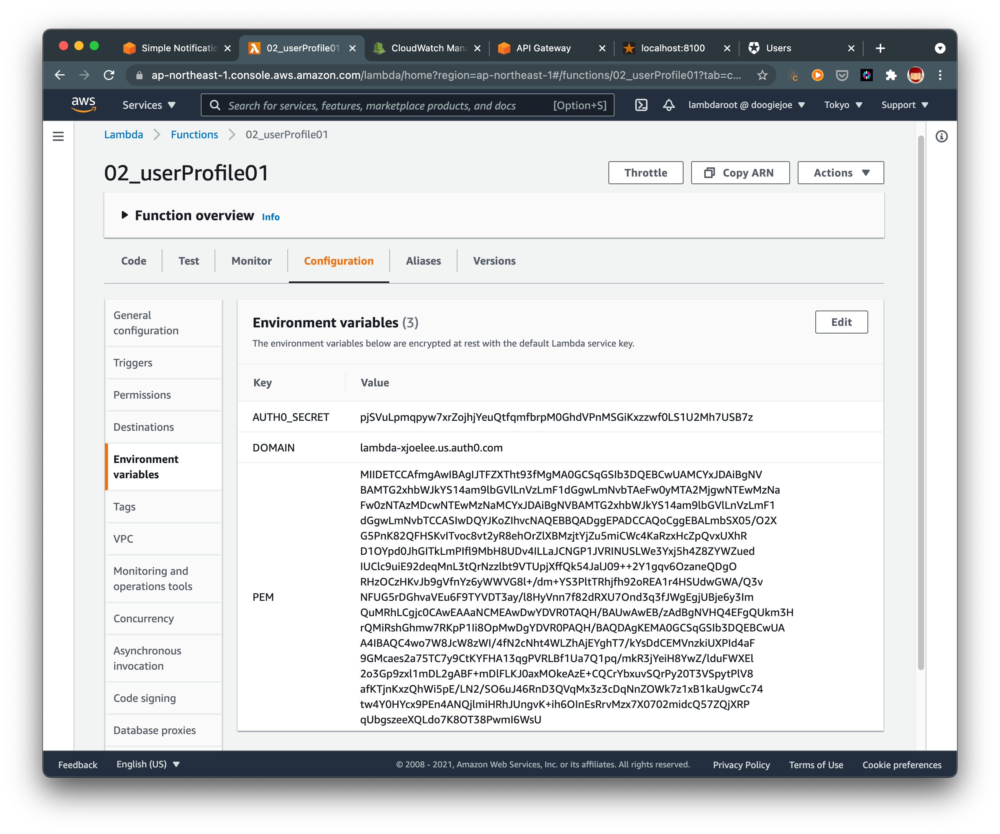 Simple Notificatio
02_userProfile01
CloudWatch Mana
API Gateway
localhost:8100
Users
ap-northeast-1.console.aws.amazon.com/lambda/home?region=ap-northeast-1#/functions/02_userProfile01?tab=c...
aws
Services
Search for services, features, marketplace products, and docs
[Option+S]
lambdaroot @ doogiejoe
Tokyo
Support
Lambda
Functions
02_userProfile01
02_userProfile01
Throttle
Copy ARN
Actions
Function overview Info
Code
Test
Monitor
Configuration
Aliases
Versions
General
configuration
Triggers
Permissions
Destinations
Environment
variables
Tags
VPC
Monitoring and
operations tools
Concurrency
Asynchronous
invocation
Code signing
Database proxies
Environment variables (3)
Edit
The environment variables below are encrypted at rest with the default Lambda service key.
Key
Value
AUTH0_SECRET
pjSVuLpmqpyw7xrZojhjYeuQtfqmfbrpM0GhdVPnMSGiKxzzwf0LS1U2Mh7USB7z
DOMAIN
lambda-xjoelee.us.auth0.com
PEM
MIIDETCCAfmgAwIBAgIJTFZXTht93fMgMA0GCSqGSIb3DQEBCwUAMCYxJDAiBgNV
BAMTG2xhbWJkYS14am9lbGVlLnVzLmF1dGgwLmNvbTAeFw0yMTA2MjgwNTEwMzNa
Fw0zNTAzMDcwNTEwMzNaMCYxJDAiBgNVBAMTG2xhbWJkYS14am9lbGVlLnVzLmF1
dGgwLmNvbTCCASIwDQYJKoZIhvcNAQEBBQADggEPADCCAQoCggEBALmbSX05/O2X
G5PnK82QFHSKvITvoc8vt2yR8ehOrZlXBMzjtYjZu5miCWc4KaRzxHcZpQvxUXhR
D1OYpd0JhGITkLmPIfl9MbH8UDv4ILLaJCNGP1JVRINUSLWe3Yxj5h4Z8ZYWZued
IUClc9uiE92deqMnL3tQrNzzlbt9VTUpjXffQk54JalJ09++2Y1gqv6OzaneQDgO
RHzOCzHKvJb9gVfnYz6yWWVG8l+/dm+YS3PltTRhjfh92oREA1r4HSUdwGWA/Q3v
NFUG5rDGhvaVEu6F9TYVDT3ay/l8HyVnn7f82dRXU7Ond3q3fJWgEgjUBje6y3Im
QuMRhLCgjc0CAwEAAaNCMEAwDwYDVR0TAQH/BAUwAwEB/zAdBgNVHQ4EFgQUkm3H
rQMiRshGhmw7RKpP1Ii8OpMwDgYDVR0PAQH/BAQDAgKEMA0GCSqGSIb3DQEBCwUA
A4IBAQC4wo7W8JcW8zWI/4fN2cNht4WLZhAjEYghT7/kYsDdCEMVnzkiUXPId4aF
9GMcaes2a75TC7y9CtKYFHA13qgPVRLBf1Ua7Q1pq/mkR3jYeiH8YwZ/lduFWXEl
2o3Gp9zxl1mDL2gABF+mDlFLKJ0axMOkeAzE+CQCrYbxuvSQrPy20T3VSpytPlV8
afKTjnKxzQhWi5pE/LN2/SO6uJ46RnD3QVqMx3z3cDqNnZOWk7z1xB1kaUgwCc74
tw4Y0HYcx9PEn4ANQjlmiHRhJUngvK+ih6OInEsRrvMzx7X0702midcQ57ZQjXRP
qUbgszeeXQLdo7K8OT38PwmI6WsU
Feedback
English (US)
© 2008 - 2021, Amazon Web Services, Inc. or its affiliates. All rights reserved.
Privacy Policy
Terms of Use
Cookie preferences